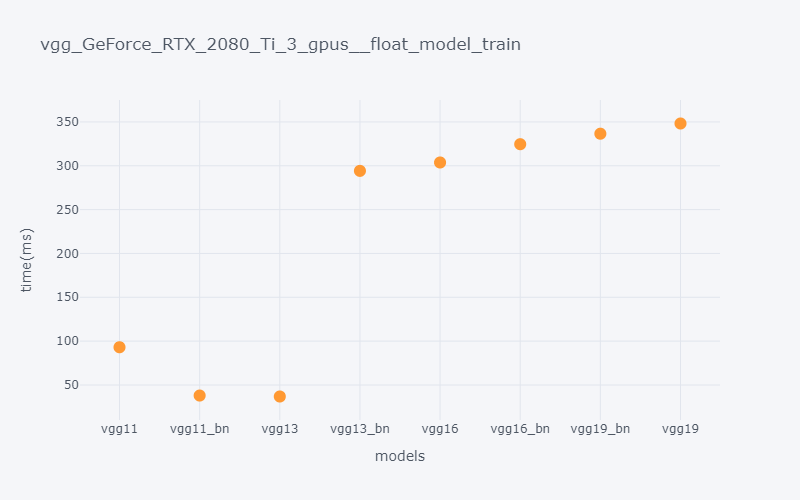 vgg_GeForce_RTX_2080_Ti_3_gpus__float_model_train
350
300
250
200
150
100
50
time(ms)
vgg11 vgg11_bn vgg13 vgg13_bn vgg16 vgg16_bn vgg19_bn vgg19
models